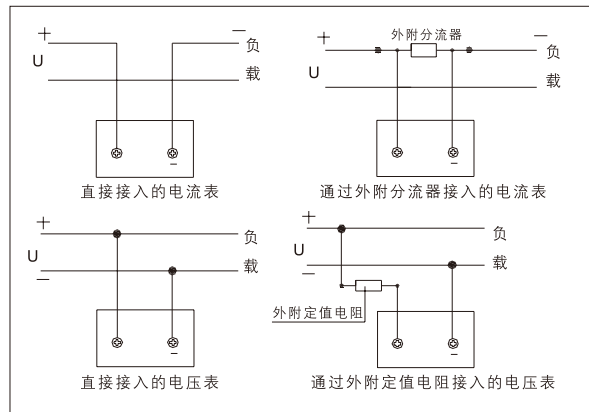 + − 负
U 载
−
直接接入的电流表
外附分流器
+ − 负
U 载
−
通过外附分流器接入的电流表
+ 负
U 载
−
−
直接接入的电压表
+ 负
U 载
−
外附定值电阻
−
通过外附定值电阻接入的电压表